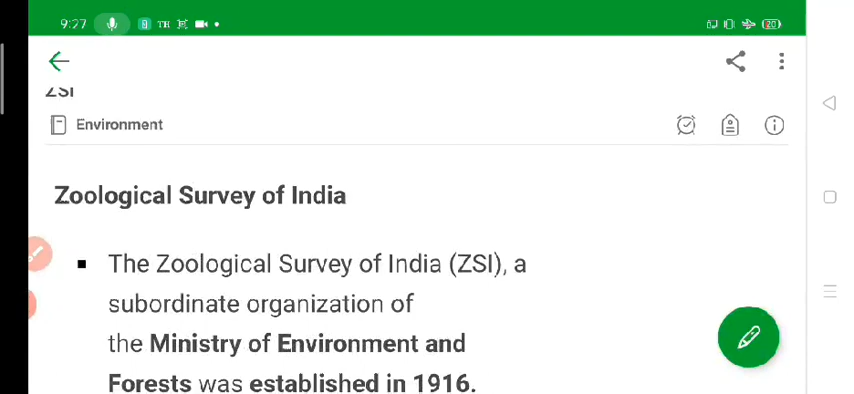 9:27
20
ZSI
Environment
Zoological Survey of India
The Zoological Survey of India (ZSI), a
subordinate organization of
the Ministry of Environment and
Forests was established in 1916.